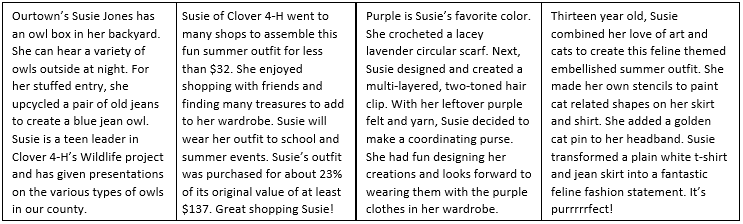 Ourtown's Susie Jones has
an owl box in her backyard.
She can hear a variety of
owls outside at night. For
her stuffed entry, she
upcycled a pair of old jeans
to create a blue jean owl.
Susie is a teen leader in
Clover 4-H's Wildlife project
and has given presentations
on the various types of owls
in our county.
Susie of Clover 4-H went to
many shops to assemble this
fun summer outfit for less
than $32. She enjoyed
shopping with friends and
finding many treasures to add
to her wardrobe. Susie will
wear her outfit to school and
summer events. Susie's outfit
was purchased for about 23%
of its original value of at least
$137. Great shopping Susie!
Purple is Susie's favorite color.
She crocheted a lacey
lavender circular scarf. Next,
Susie designed and created a
multi-layered, two-toned hair
clip. With her leftover purple
felt and yarn, Susie decided to
make a coordinating purse.
She had fun designing her
creations and looks forward to
wearing them with the purple
clothes in her wardrobe.
Thirteen year old, Susie
combined her love of art and
cats to create this feline themed
embellished summer outfit. She
made her own stencils to paint
cat related shapes on her skirt
and shirt. She added a golden
cat pin to her headband. Susie
transformed a plain white t-shirt
and jean skirt into a fantastic
feline fashion statement. It's
purrrrrfect!